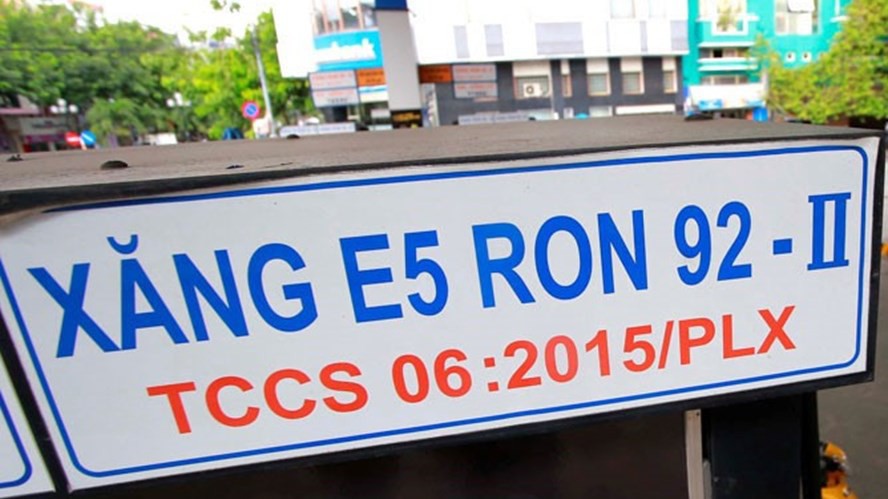 XĂNG E5 RON 92 - II
TCCS 06:2015/PLX